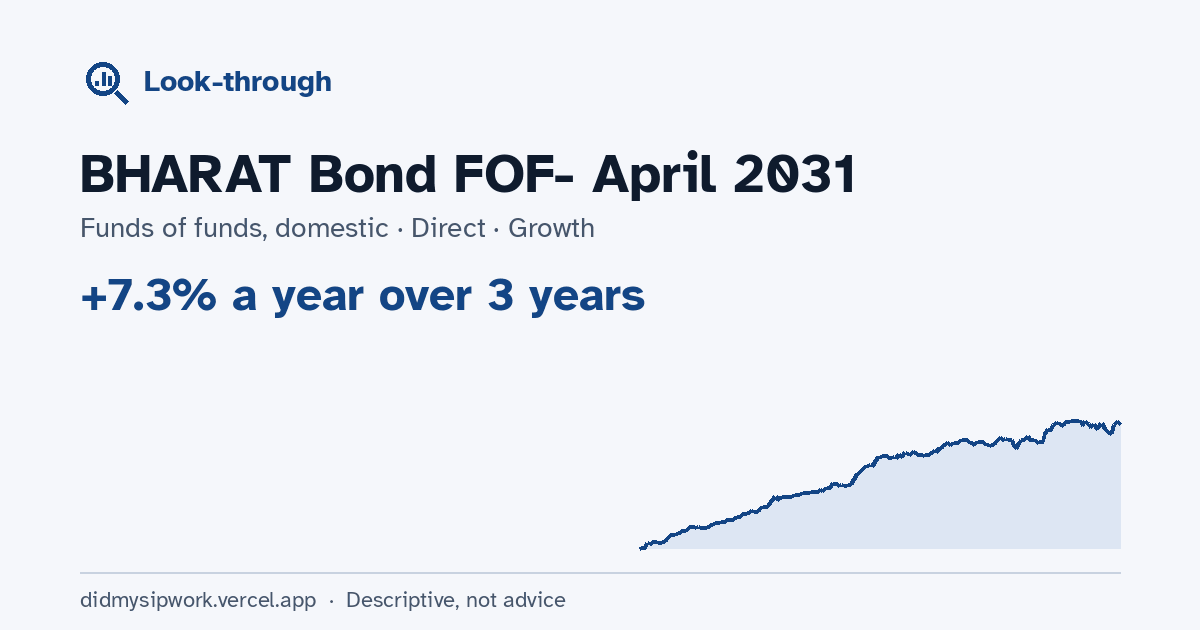 Look-through
BHARAT Bond FOF- April 2031
Funds of funds, domestic · Direct · Growth
+7.3% a year over 3 years
didmysipwork.vercel.app · Descriptive, not advice